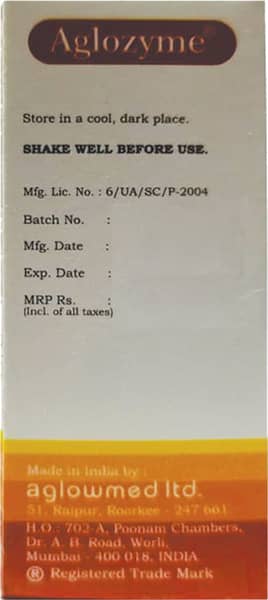 Aglozyme®
Store in a cool, dark place.
SHAKE WELL BEFORE USE.
Mfg. Lic. No. : 6/UA/SC/P-2004
Batch No. :
Mfg. Date :
Exp. Date :
MRP Rs. :
(Incl. of all taxes)
Made in India by :
aglowmed ltd.
51, Raipur, Roorkee - 247 661
H.O.: 702-A, Poonam Chambers,
Dr. A. B. Road, Worli,
Mumbai - 400 018, INDIA
® Registered Trade Mark